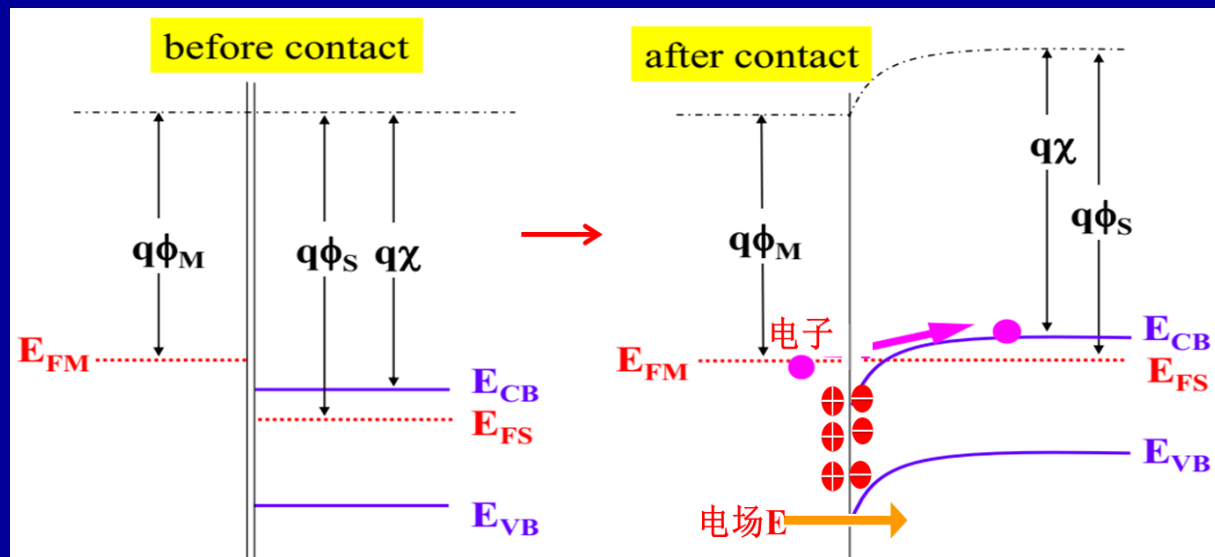 before contact
after contact
qϕM
qϕS
qχ
EFM
ECB
EFS
EVB
qχ
qϕM
qϕS
电子
EFM
ECB
EFS
EVB
电场E